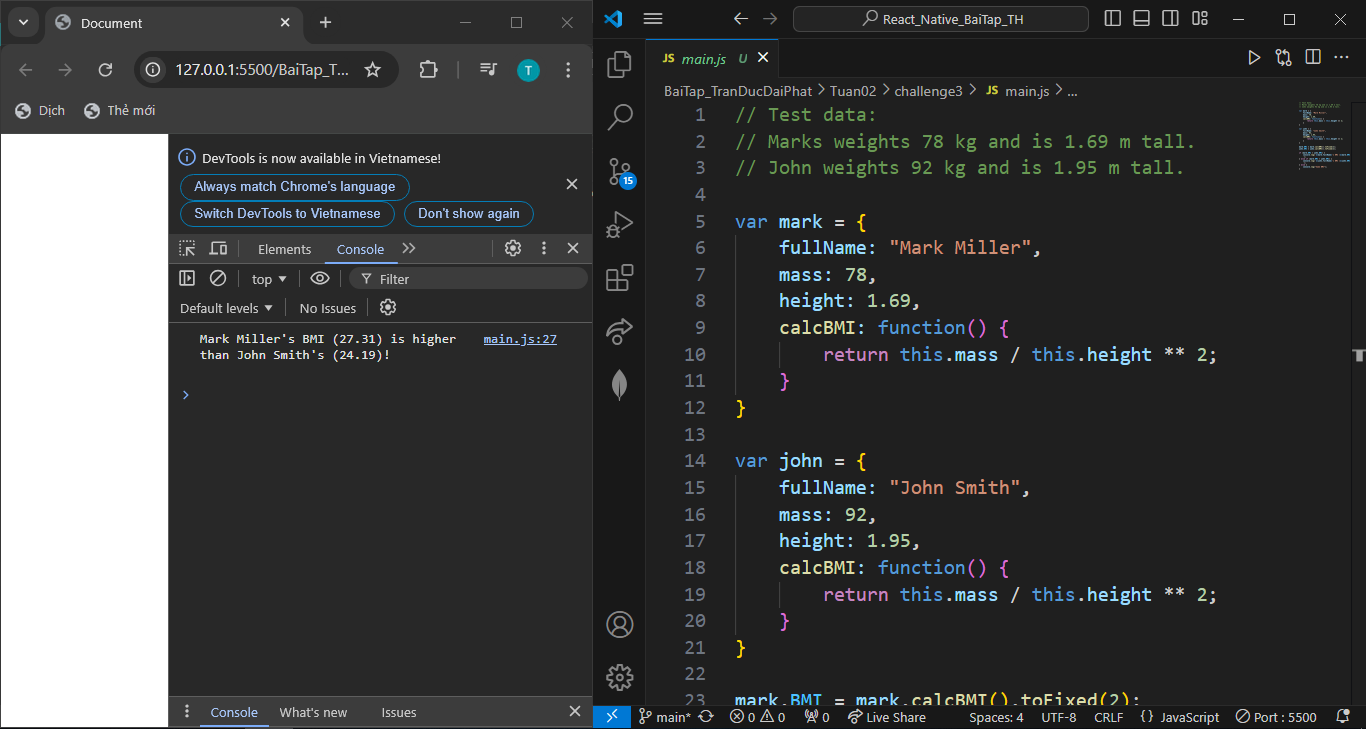 Document
127.0.0.1:5500/BaiTap_T...
T
Dịch
Thẻ mới
DevTools is now available in Vietnamese!
Always match Chrome's language
Switch DevTools to Vietnamese
Don't show again
Elements
Console
top
Filter
Default levels
No Issues
Mark Miller's BMI (27.31) is higher main.js:27
than John Smith's (24.19)!
Console
What's new
Issues
React_Native_BaiTap_TH
JS main.js U
BaiTap_TranDucDaiPhat > Tuan02 > challenge3 > JS main.js > ...
15
1 // Test data:
2 // Marks weights 78 kg and is 1.69 m tall.
3 // John weights 92 kg and is 1.95 m tall.
4
5 var mark = {
6 fullName: "Mark Miller",
7 mass: 78,
8 height: 1.69,
9 calcBMI: function() {
10 return this.mass / this.height ** 2;
11 }
12 }
13
14 var john = {
15 fullName: "John Smith",
16 mass: 92,
17 height: 1.95,
18 calcBMI: function() {
19 return this.mass / this.height ** 2;
20 }
21 }
22
23 mark.BMI = mark.calcBMI().toFixed(2);
main* 0 0 0 Live Share Spaces: 4 UTF-8 CRLF {} JavaScript Port : 5500